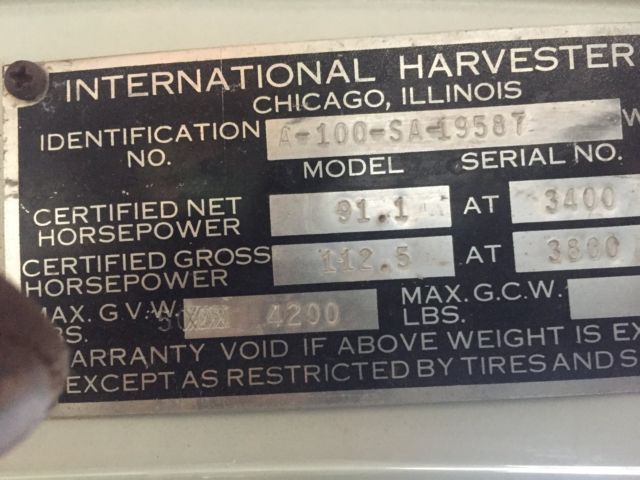 INTERNATIONAL HARVESTER
CHICAGO, ILLINOIS
IDENTIFICATION NO. A-100-SA-19587 W
MODEL SERIAL NO.
CERTIFIED NET HORSEPOWER 91.1 AT 3400
CERTIFIED GROSS HORSEPOWER 112.5 AT 3800
MAX. G.V.W. LBS. 4200 MAX. G.C.W. LBS.
WARRANTY VOID IF ABOVE WEIGHT IS EX
EXCEPT AS RESTRICTED BY TIRES AND S